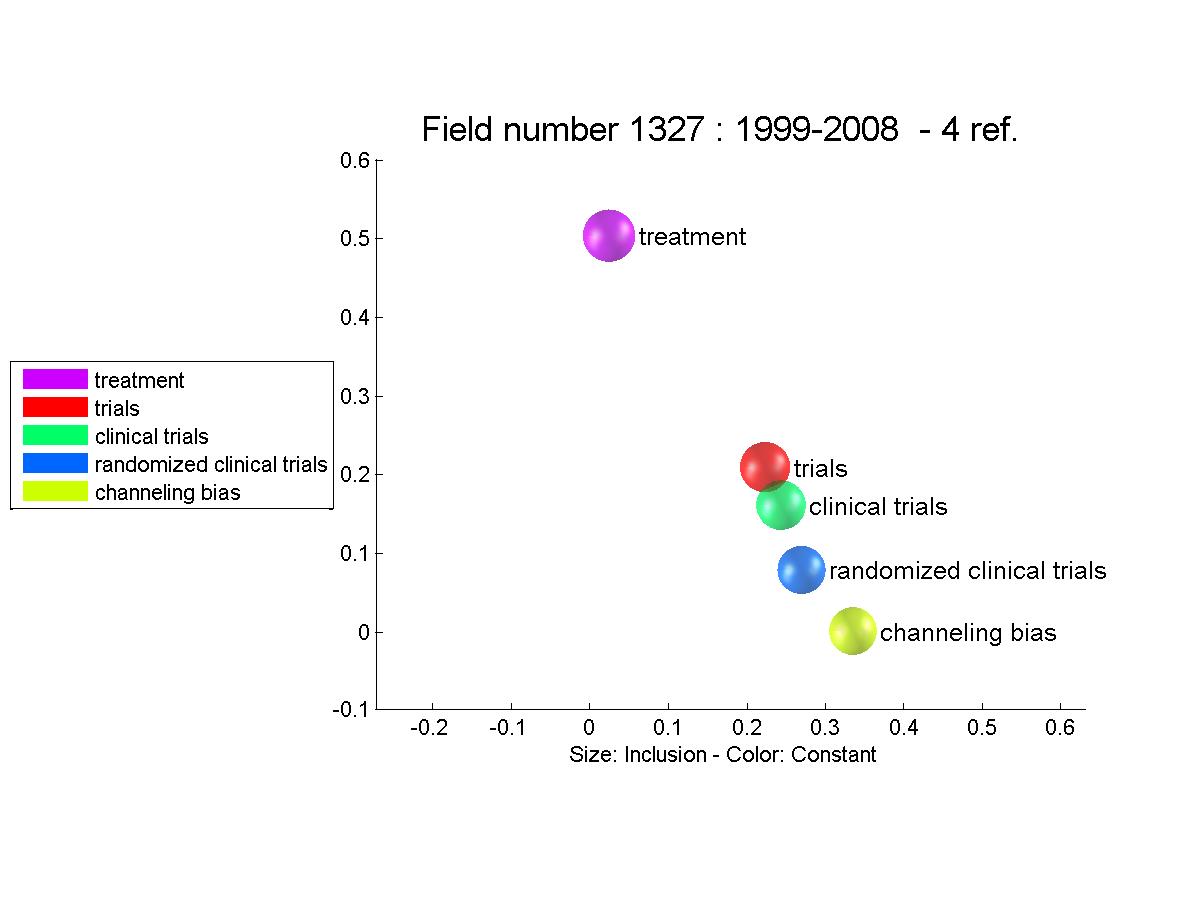 Field number 1327 : 1999-2008  - 4 ref.
0.6
0.5
0.4
0.3
0.2
0.1
0
-0.1
treatment
trials
clinical trials
randomized clinical trials
channeling bias
treatment
trials
clinical trials
randomized clinical trials
channeling bias
-0.2 -0.1 0 0.1 0.2 0.3 0.4 0.5 0.6
Size: Inclusion - Color: Constant